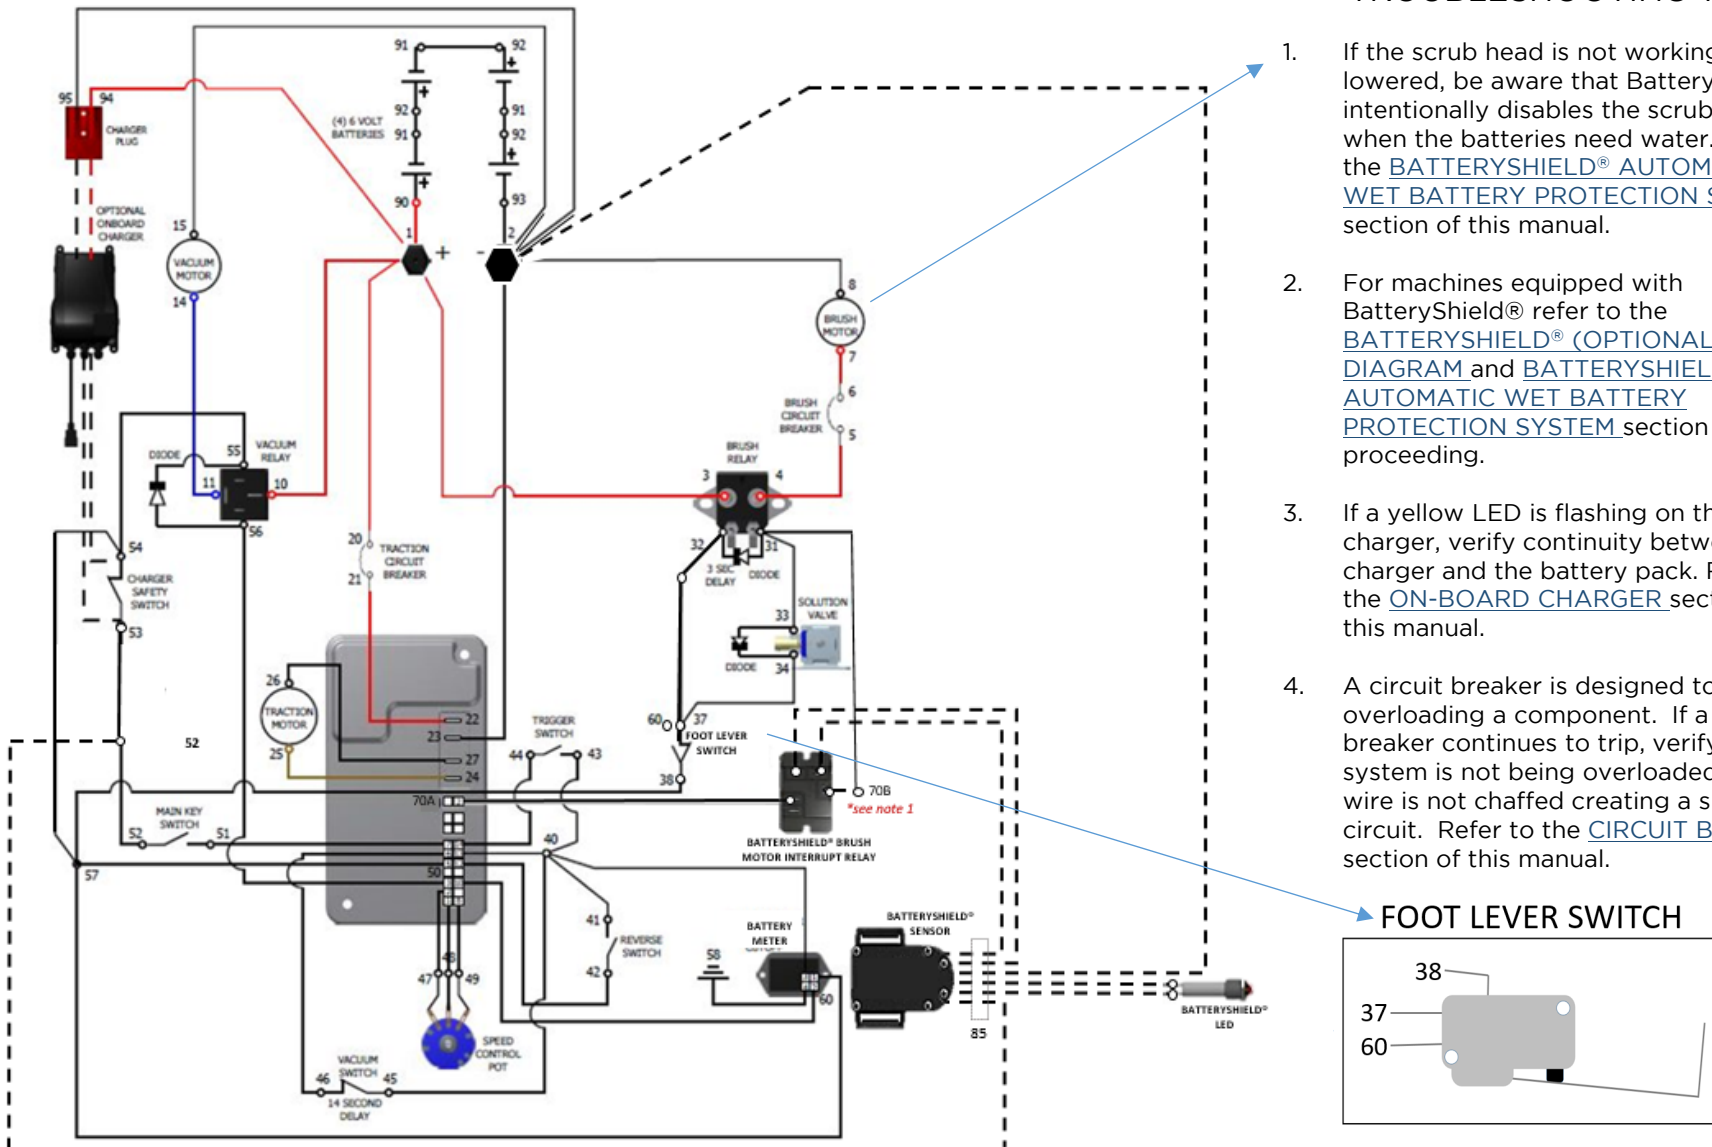 TROUBLESHOOTING
1. If the scrub head is not working
lowered, be aware that Battery
intentionally disables the scrub
when the batteries need water.
the BATTERYSHIELD® AUTOM
WET BATTERY PROTECTION S
section of this manual.
2. For machines equipped with
BatteryShield® refer to the
BATTERYSHIELD® (OPTIONAL
DIAGRAM and BATTERYSHIEL
AUTOMATIC WET BATTERY
PROTECTION SYSTEM section
proceeding.
3. If a yellow LED is flashing on th
charger, verify continuity betw
charger and the battery pack.
the ON-BOARD CHARGER sect
this manual.
4. A circuit breaker is designed to
overloading a component. If a
breaker continues to trip, verify
system is not being overloaded
wire is not chaffed creating a s
circuit. Refer to the CIRCUIT B
section of this manual.
FOOT LEVER SWITCH
38
37
60
91
92
95
94
CHARGER
PLUG
(4) 6 VOLT
BATTERIES
92
91
91
92
90
93
OPTIONAL
ONBOARD
CHARGER
15
VACUUM
MOTOR
14
1
+
-
2
8
BRUSH
MOTOR
7
6
BRUSH
CIRCUIT
BREAKER
5
DIODE
55
VACUUM
RELAY
11
10
56
BRUSH
RELAY
3
4
32
31
3 SEC
DELAY
DIODE
20
TRACTION
CIRCUIT
BREAKER
21
54
CHARGER
SAFETY
SWITCH
53
SOLUTION
VALVE
33
DIODE
34
26
TRACTION
MOTOR
25
52
22
23
27
24
70A
TRIGGER
SWITCH
44
43
60
37
FOOT LEVER
SWITCH
38
70B
*see note 1
BATTERYSHIELD® BRUSH
MOTOR INTERRUPT RELAY
MAIN KEY
SWITCH
52
51
57
50
40
41
REVERSE
SWITCH
42
BATTERY
METER
58
60
BATTERYSHIELD®
SENSOR
85
BATTERYSHIELD®
LED
47
48
49
SPEED
CONTROL
POT
VACUUM
SWITCH
46
45
14 SECOND
DELAY